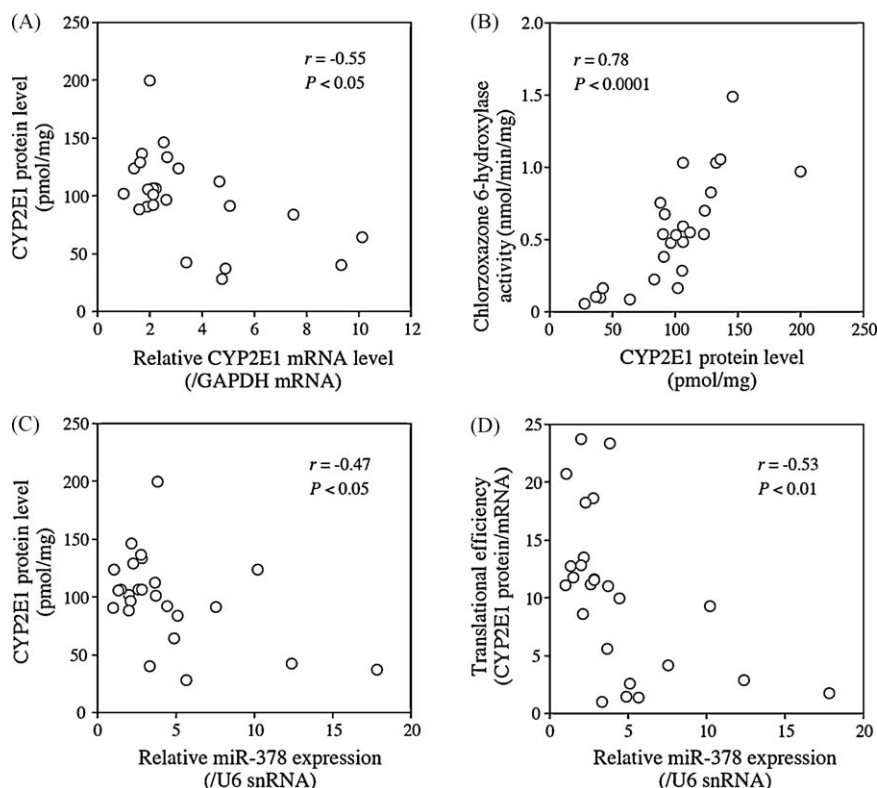 (A)
250
200
150
100
50
0
CYP2E1 protein level
(pmol/mg)
r = -0.55
P < 0.05
0 2 4 6 8 10 12
Relative CYP2E1 mRNA level
(/GAPDH mRNA)
(B)
2.0
1.5
1.0
0.5
0
Chlorzoxazone 6-hydroxylase
activity (nmol/min/mg)
r = 0.78
P < 0.0001
0 50 100 150 200 250
CYP2E1 protein level
(pmol/mg)
(C)
250
200
150
100
50
0
CYP2E1 protein level
(pmol/mg)
r = -0.47
P < 0.05
0 5 10 15 20
Relative miR-378 expression
(/U6 snRNA)
(D)
25
20
15
10
5
0
Translational efficiency
(CYP2E1 protein/mRNA)
r = -0.53
P < 0.01
0 5 10 15 20
Relative miR-378 expression
(/U6 snRNA)